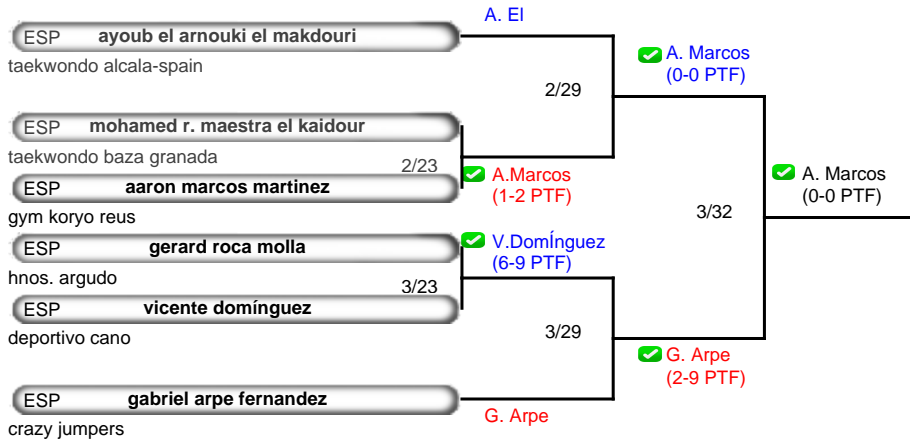 A. El
ESP ayoub el arnouki el makdouri
taekwondo alcala-spain
A. Marcos
(0-0 PTF)
2/29
ESP mohamed r. maestra el kaidour
taekwondo baza granada
2/23
ESP aaron marcos martinez
gym koryo reus
A.Marcos
(1-2 PTF)
A. Marcos
(0-0 PTF)
3/32
ESP gerard roca molla
hnos. argudo
V.DomÍnguez
(6-9 PTF)
3/23
ESP vicente domínguez
deportivo cano
3/29
G. Arpe
(2-9 PTF)
ESP gabriel arpe fernandez
crazy jumpers
G. Arpe